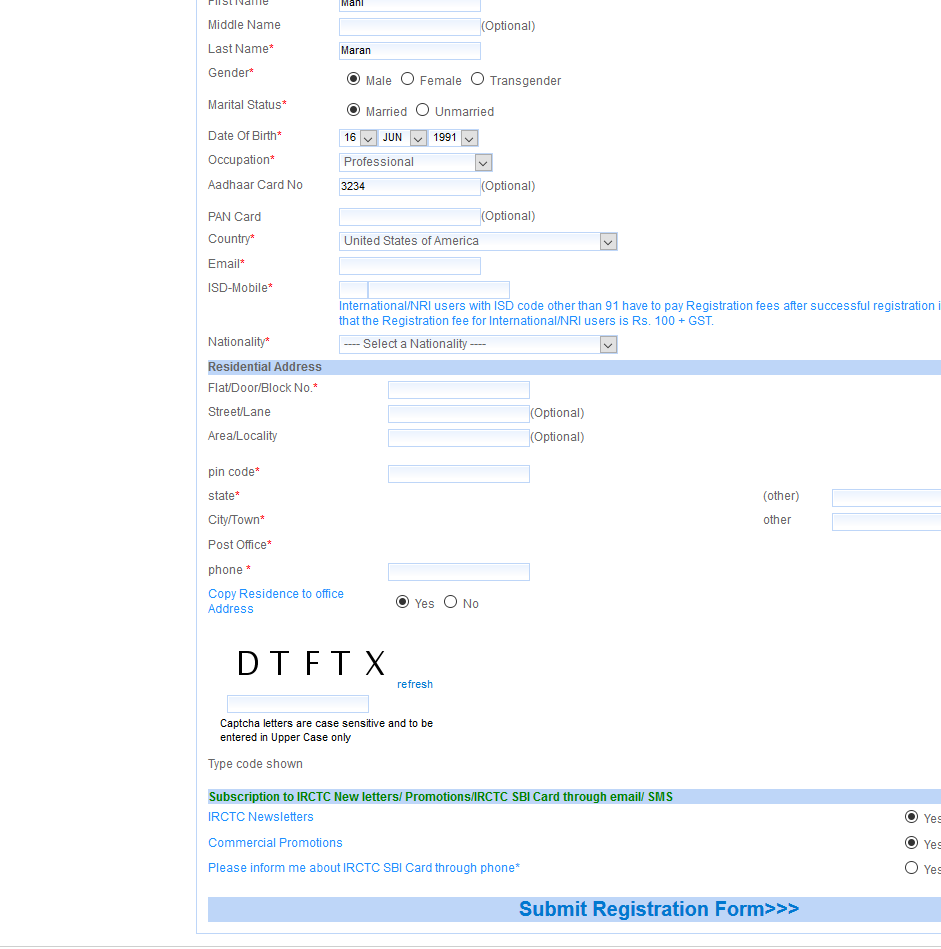 First Name Mani
Middle Name (Optional)
Last Name* Maran
Gender* Male Female Transgender
Marital Status* Married Unmarried
Date Of Birth* 16 JUN 1991
Occupation* Professional
Aadhaar Card No 3234 (Optional)
PAN Card (Optional)
Country* United States of America
Email*
ISD-Mobile*
International/NRI users with ISD code other than 91 have to pay Registration fees after successful registration
that the Registration fee for International/NRI users is Rs. 100 + GST.
Nationality* ---- Select a Nationality ----
Residential Address
Flat/Door/Block No.*
Street/Lane (Optional)
Area/Locality (Optional)
pin code*
state* (other)
City/Town* other
Post Office*
phone *
Copy Residence to office
Address Yes No
D T F T X
refresh
Captcha letters are case sensitive and to be
entered in Upper Case only
Type code shown
Subscription to IRCTC New letters/ Promotions/IRCTC SBI Card through email/ SMS
IRCTC Newsletters Yes
Commercial Promotions Yes
Please inform me about IRCTC SBI Card through phone* Yes
Submit Registration Form>>>